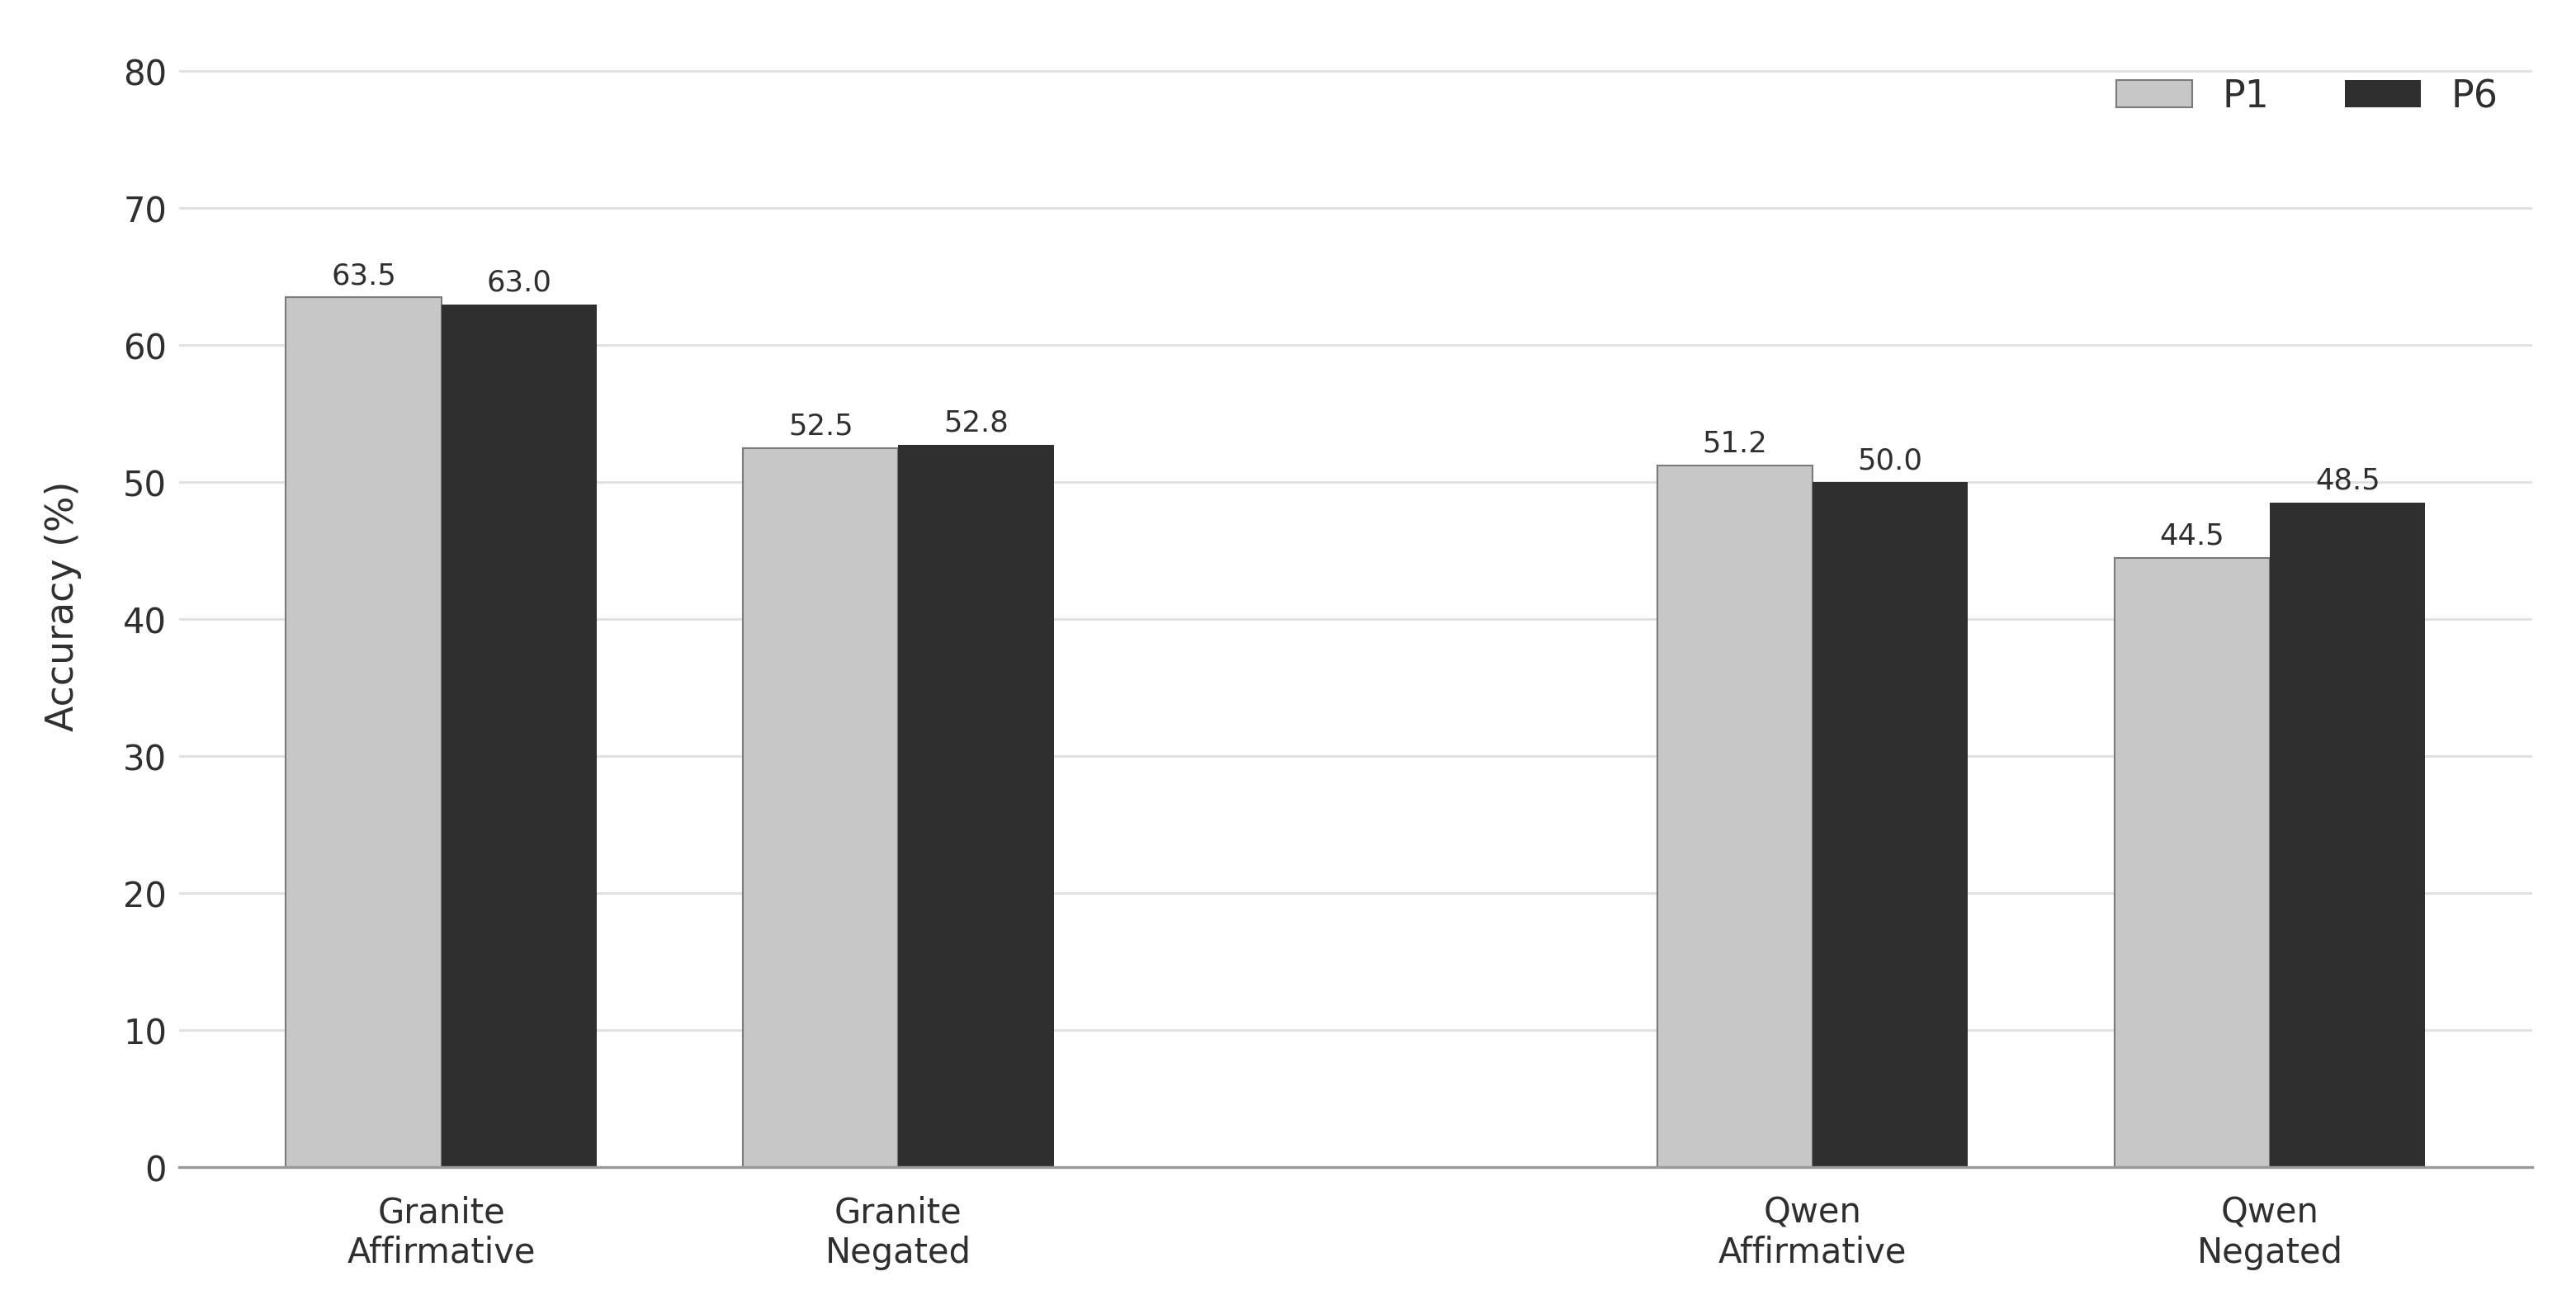 80
70
60
50
40
30
20
10
0
Accuracy (%)
P1 P6
63.5 63.0
52.5 52.8
51.2 50.0
44.5 48.5
Granite
Affirmative
Granite
Negated
Qwen
Affirmative
Qwen
Negated